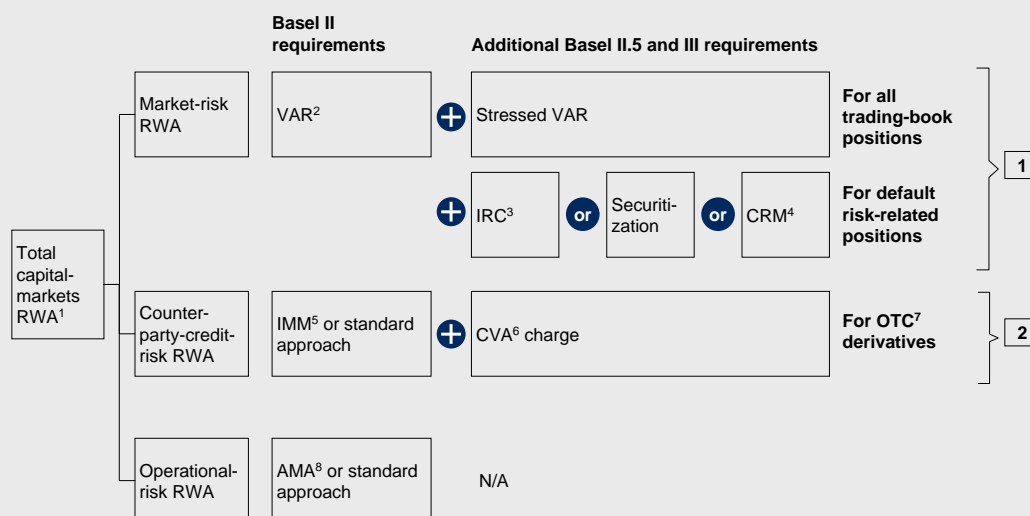 Basel II
requirements
Additional Basel II.5 and III requirements
Market-risk
RWA
VAR²
+
Stressed VAR
For all
trading-book
positions
1
+
IRC³
or
Securiti-
zation
or
CRM⁴
For default
risk-related
positions
Total
capital-
markets
RWA¹
Counter-
party-credit-
risk RWA
IMM⁵ or standard
approach
+
CVA⁶ charge
For OTC⁷
derivatives
2
Operational-
risk RWA
AMA⁸ or standard
approach
N/A